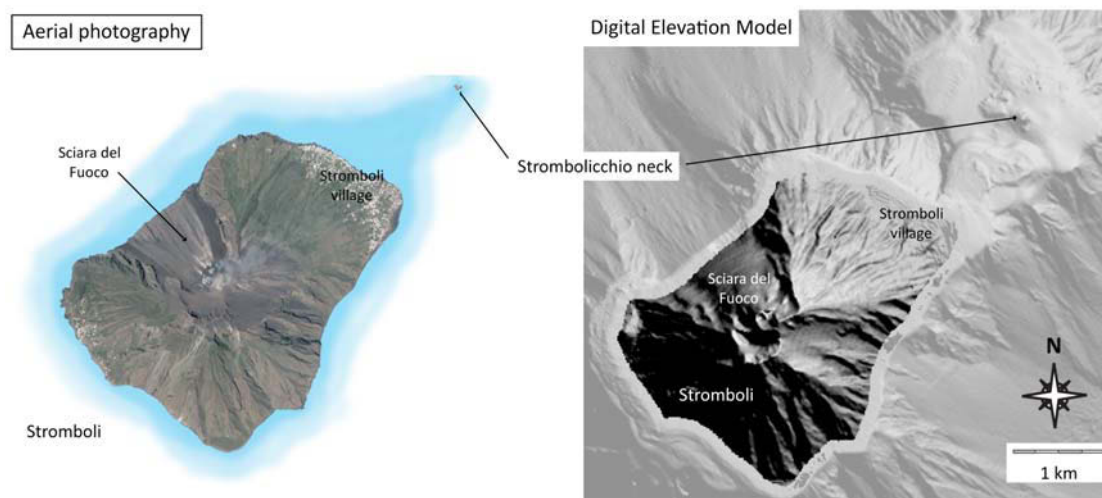 Aerial photography
Digital Elevation Model
Sciara del
Fuoco
Stromboli
village
Strombolicchio neck
Stromboli
village
Sciara del
Fuoco
Stromboli
Stromboli
N
1 km